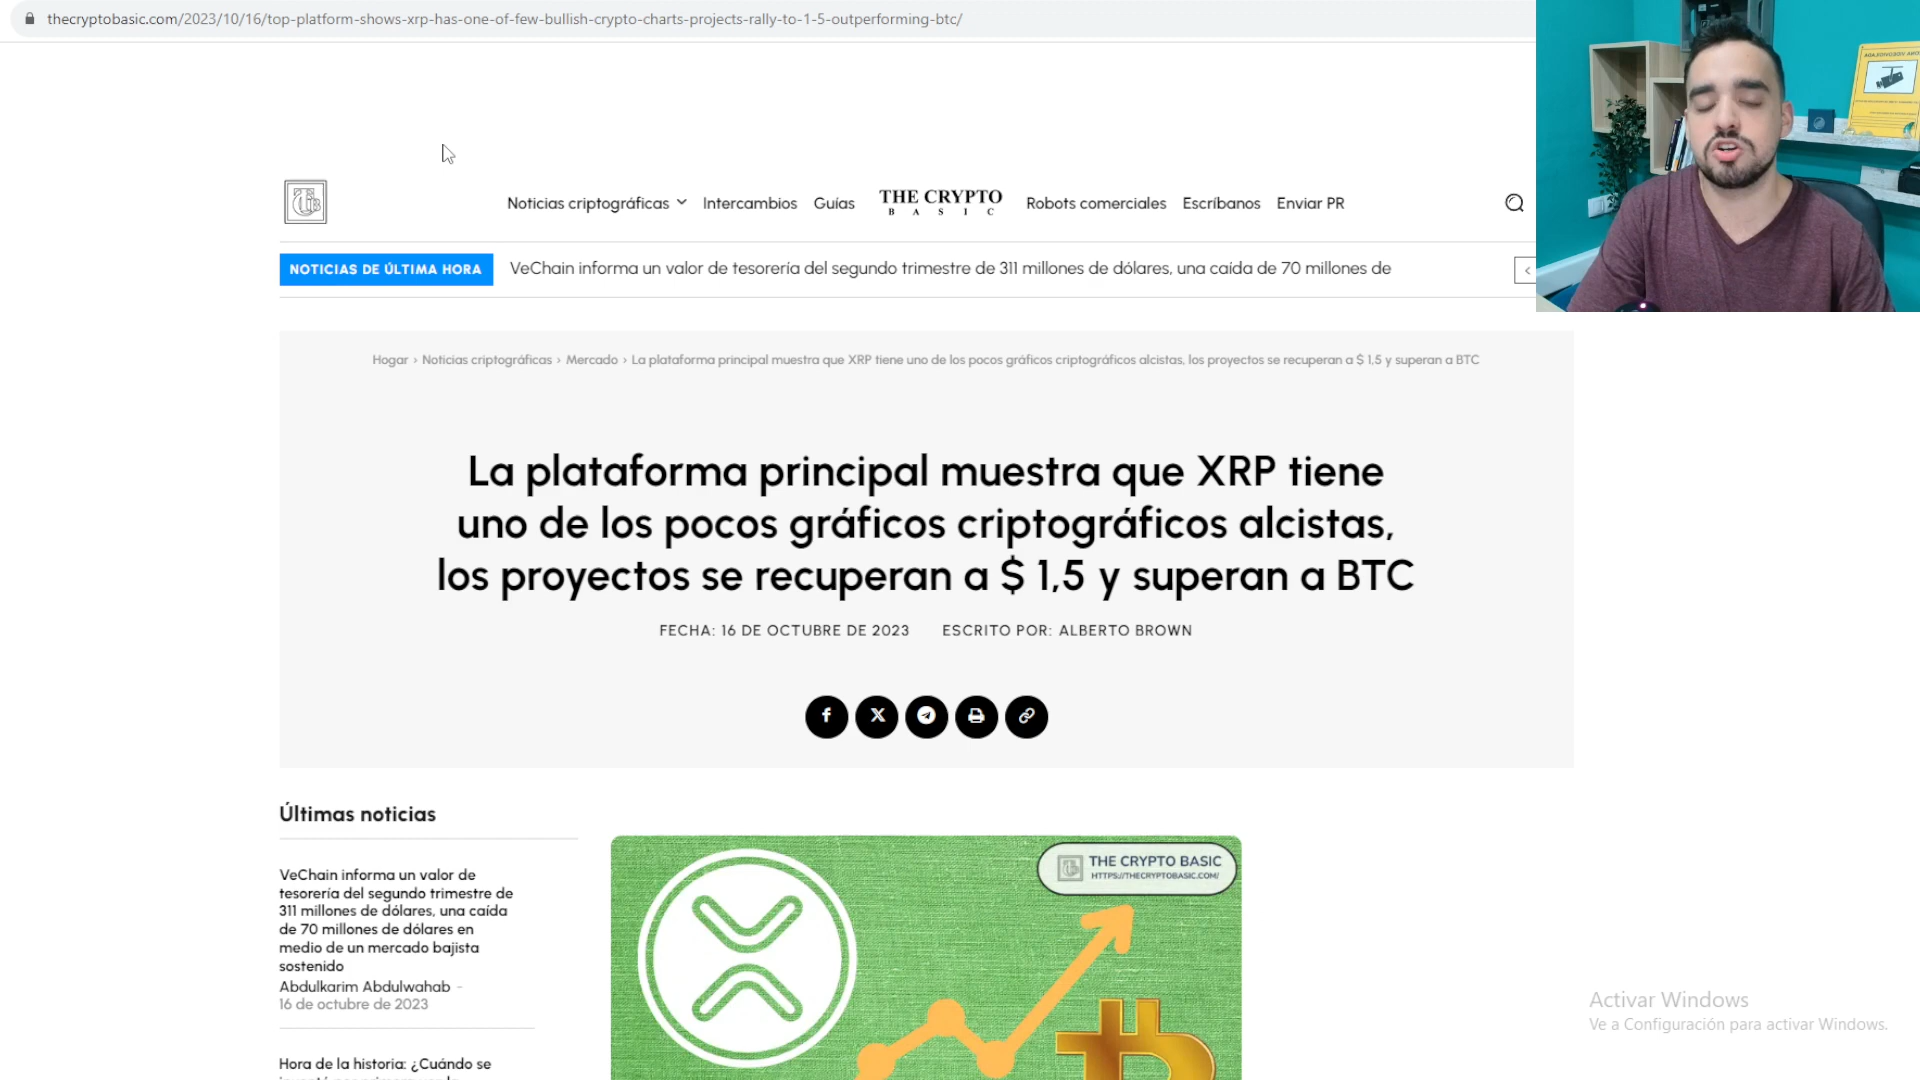 thecryptobasic.com/2023/10/16/top-platform-shows-xrp-has-one-of-few-bullish-crypto-charts-projects-rally-to-1-5-outperforming-btc/
Noticias criptográficas
Intercambios
Guías
THE CRYPTO
BASIC
Robots comerciales
Escríbanos
Enviar PR
NOTICIAS DE ÚLTIMA HORA
VeChain informa un valor de tesorería del segundo trimestre de 311 millones de dólares, una caída de 70 millones de
Hogar › Noticias criptográficas › Mercado › La plataforma principal muestra que XRP tiene uno de los pocos gráficos criptográficos alcistas, los proyectos se recuperan a $ 1,5 y superan a BTC
La plataforma principal muestra que XRP tiene
uno de los pocos gráficos criptográficos alcistas,
los proyectos se recuperan a $ 1,5 y superan a BTC
FECHA: 16 DE OCTUBRE DE 2023
ESCRITO POR: ALBERTO BROWN
Últimas noticias
VeChain informa un valor de
tesorería del segundo trimestre de
311 millones de dólares, una caída
de 70 millones de dólares en
medio de un mercado bajista
sostenido
Abdulkarim Abdulwahab -
16 de octubre de 2023
Hora de la historia: ¿Cuándo se
THE CRYPTO BASIC
HTTPS://THECRYPTOBASIC.COM/
Activar Windows
Ve a Configuración para activar Windows.